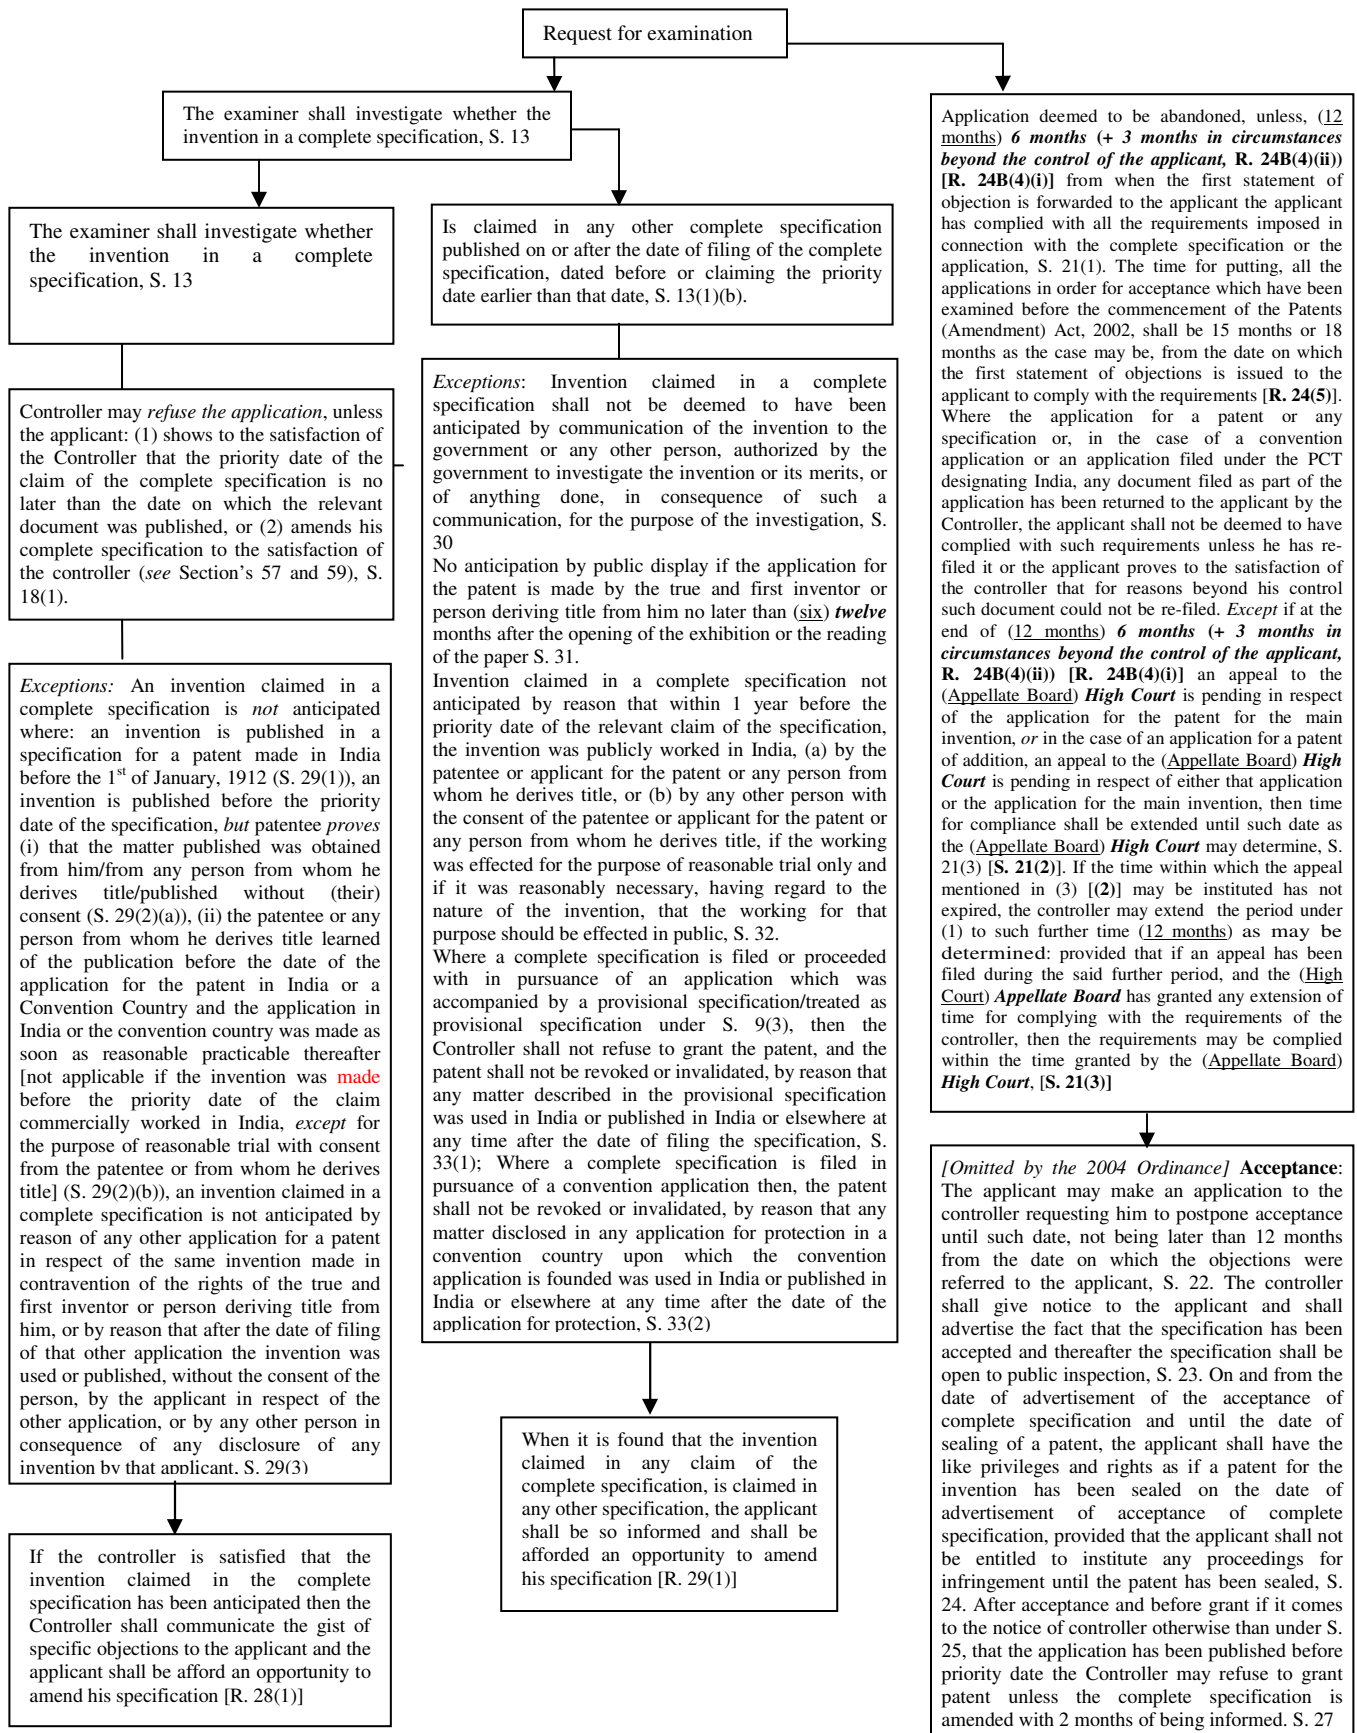 Request for examination
The examiner shall investigate whether the
invention in a complete specification, S. 13
The examiner shall investigate whether
the invention in a complete
specification, S. 13
Controller may refuse the application, unless
the applicant: (1) shows to the satisfaction of
the Controller that the priority date of the
claim of the complete specification is no
later than the date on which the relevant
document was published, or (2) amends his
complete specification to the satisfaction of
the controller (see Section's 57 and 59), S.
18(1).
Exceptions: An invention claimed in a
complete specification is not anticipated
where: an invention is published in a
specification for a patent made in India
before the 1st of January, 1912 (S. 29(1)), an
invention is published before the priority
date of the specification, but patentee proves
(i) that the matter published was obtained
from him/from any person from whom he
derives title/published without (their)
consent (S. 29(2)(a)), (ii) the patentee or any
person from whom he derives title learned
of the publication before the date of the
application for the patent in India or a
Convention Country and the application in
India or the convention country was made as
soon as reasonable practicable thereafter
[not applicable if the invention was made
before the priority date of the claim
commercially worked in India, except for
the purpose of reasonable trial with consent
from the patentee or from whom he derives
title] (S. 29(2)(b)), an invention claimed in a
complete specification is not anticipated by
reason of any other application for a patent
in respect of the same invention made in
contravention of the rights of the true and
first inventor or person deriving title from
him, or by reason that after the date of filing
of that other application the invention was
used or published, without the consent of the
person, by the applicant in respect of the
other application, or by any other person in
consequence of any disclosure of any
invention by that applicant. S. 29(3)
If the controller is satisfied that the
invention claimed in the complete
specification has been anticipated then the
Controller shall communicate the gist of
specific objections to the applicant and the
applicant shall be afford an opportunity to
amend his specification [R. 28(1)]
Is claimed in any other complete specification
published on or after the date of filing of the complete
specification, dated before or claiming the priority
date earlier than that date, S. 13(1)(b).
Exceptions: Invention claimed in a complete
specification shall not be deemed to have been
anticipated by communication of the invention to the
government or any other person, authorized by the
government to investigate the invention or its merits, or
of anything done, in consequence of such a
communication, for the purpose of the investigation, S.
30
No anticipation by public display if the application for
the patent is made by the true and first inventor or
person deriving title from him no later than (six) twelve
months after the opening of the exhibition or the reading
of the paper S. 31.
Invention claimed in a complete specification not
anticipated by reason that within 1 year before the
priority date of the relevant claim of the specification,
the invention was publicly worked in India, (a) by the
patentee or applicant for the patent or any person from
whom he derives title, or (b) by any other person with
the consent of the patentee or applicant for the patent or
any person from whom he derives title, if the working
was effected for the purpose of reasonable trial only and
if it was reasonably necessary, having regard to the
nature of the invention, that the working for that
purpose should be effected in public, S. 32.
Where a complete specification is filed or proceeded
with in pursuance of an application which was
accompanied by a provisional specification/treated as
provisional specification under S. 9(3), then the
Controller shall not refuse to grant the patent, and the
patent shall not be revoked or invalidated, by reason that
any matter described in the provisional specification
was used in India or published in India or elsewhere at
any time after the date of filing the specification, S.
33(1); Where a complete specification is filed in
pursuance of a convention application then, the patent
shall not be revoked or invalidated, by reason that any
matter disclosed in any application for protection in a
convention country upon which the convention
application is founded was used in India or published in
India or elsewhere at any time after the date of the
application for protection, S. 33(2)
When it is found that the invention
claimed in any claim of the
complete specification, is claimed in
any other specification, the applicant
shall be so informed and shall be
afforded an opportunity to amend
his specification [R. 29(1)]
Application deemed to be abandoned, unless, (12
months) 6 months (+ 3 months in circumstances
beyond the control of the applicant, R. 24B(4)(ii))
[R. 24B(4)(i)] from when the first statement of
objection is forwarded to the applicant the applicant
has complied with all the requirements imposed in
connection with the complete specification or the
application, S. 21(1). The time for putting, all the
applications in order for acceptance which have been
examined before the commencement of the Patents
(Amendment) Act, 2002, shall be 15 months or 18
months as the case may be, from the date on which
the first statement of objections is issued to the
applicant to comply with the requirements [R. 24(5)].
Where the application for a patent or any
specification or, in the case of a convention
application or an application filed under the PCT
designating India, any document filed as part of the
application has been returned to the applicant by the
Controller, the applicant shall not be deemed to have
complied with such requirements unless he has re-
filed it or the applicant proves to the satisfaction of
the controller that for reasons beyond his control
such document could not be re-filed. Except if at the
end of (12 months) 6 months (+ 3 months in
circumstances beyond the control of the applicant,
R. 24B(4)(ii)) [R. 24B(4)(i)] an appeal to the
(Appellate Board) High Court is pending in respect
of the application for the patent for the main
invention, or in the case of an application for a patent
of addition, an appeal to the (Appellate Board) High
Court is pending in respect of either that application
or the application for the main invention, then time
for compliance shall be extended until such date as
the (Appellate Board) High Court may determine, S.
21(3) [S. 21(2)]. If the time within which the appeal
mentioned in (3) [(2)] may be instituted has not
expired, the controller may extend the period under
(1) to such further time (12 months) as may be
determined: provided that if an appeal has been
filed during the said further period, and the (High
Court) Appellate Board has granted any extension of
time for complying with the requirements of the
controller, then the requirements may be complied
within the time granted by the (Appellate Board)
High Court, [S. 21(3)]
[Omitted by the 2004 Ordinance] Acceptance:
The applicant may make an application to the
controller requesting him to postpone acceptance
until such date, not being later than 12 months
from the date on which the objections were
referred to the applicant, S. 22. The controller
shall give notice to the applicant and shall
advertise the fact that the specification has been
accepted and thereafter the specification shall be
open to public inspection, S. 23. On and from the
date of advertisement of the acceptance of
complete specification and until the date of
sealing of a patent, the applicant shall have the
like privileges and rights as if a patent for the
invention has been sealed on the date of
advertisement of acceptance of complete
specification, provided that the applicant shall not
be entitled to institute any proceedings for
infringement until the patent has been sealed, S.
24. After acceptance and before grant if it comes
to the notice of controller otherwise than under S.
25, that the application has been published before
priority date the Controller may refuse to grant
patent unless the complete specification is
amended with 2 months of being informed. S. 27